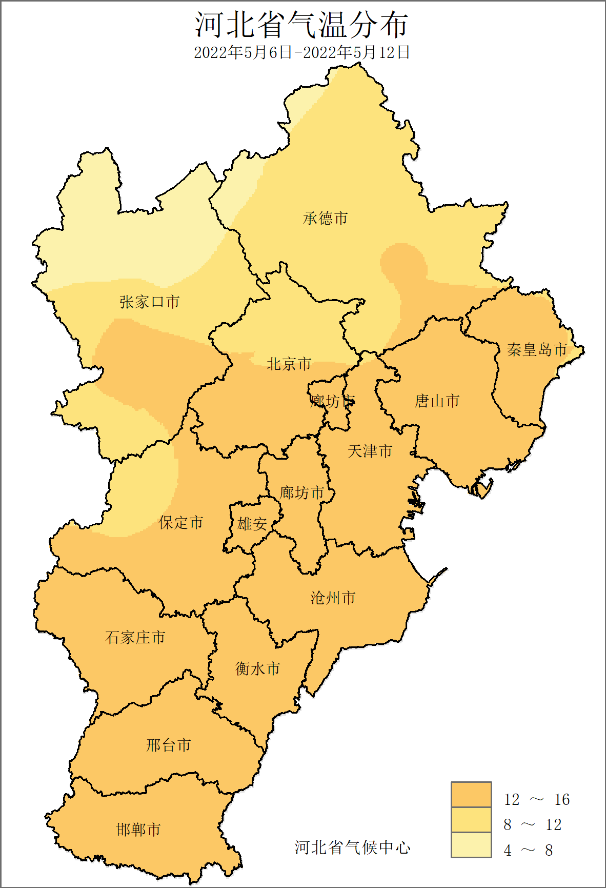 河北省气温分布
2022年5月6日-2022年5月12日
承德市
张家口市
秦皇岛市
北京市
廊坊市
唐山市
天津市
廊坊市
保定市
雄安
沧州市
石家庄市
衡水市
邢台市
邯郸市
12 ～ 16
8 ～ 12
4 ～ 8
河北省气候中心